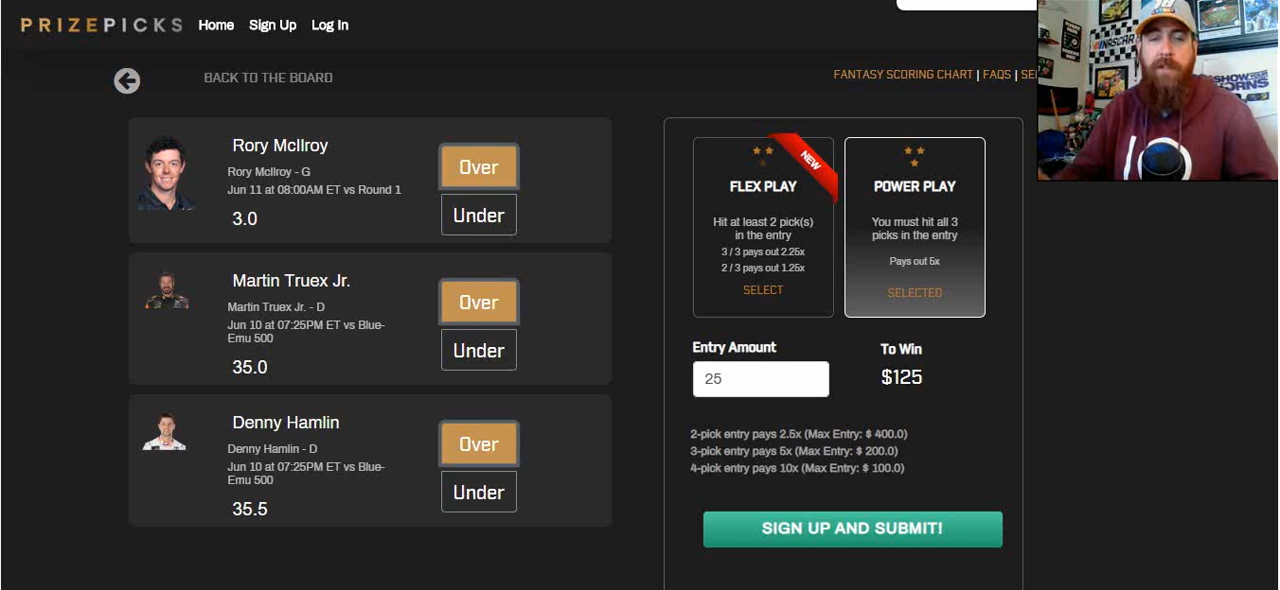 PRIZEPICKS Home Sign Up Log In
BACK TO THE BOARD
FANTASY SCORING CHART | FAQS |
Rory McIlroy
Rory McIlroy - G
Jun 11 at 08:00AM ET vs Round 1
3.0
Over
Under
Martin Truex Jr.
Martin Truex Jr. - D
Jun 10 at 07:25PM ET vs Blue-
Emu 500
35.0
Over
Under
Denny Hamlin
Denny Hamlin - D
Jun 10 at 07:25PM ET vs Blue-
Emu 500
35.5
Over
Under
NEW
FLEX PLAY
Hit at least 2 pick(s)
in the entry
3 / 3 pays out 2.25x
2 / 3 pays out 1.25x
SELECT
POWER PLAY
You must hit all 3
picks in the entry
Pays out 5x
SELECTED
Entry Amount
25
To Win
$125
2-pick entry pays 2.5x (Max Entry: $ 400.0)
3-pick entry pays 5x (Max Entry: $ 200.0)
4-pick entry pays 10x (Max Entry: $ 100.0)
SIGN UP AND SUBMIT!
NASCAR
18
SHOW YOUR